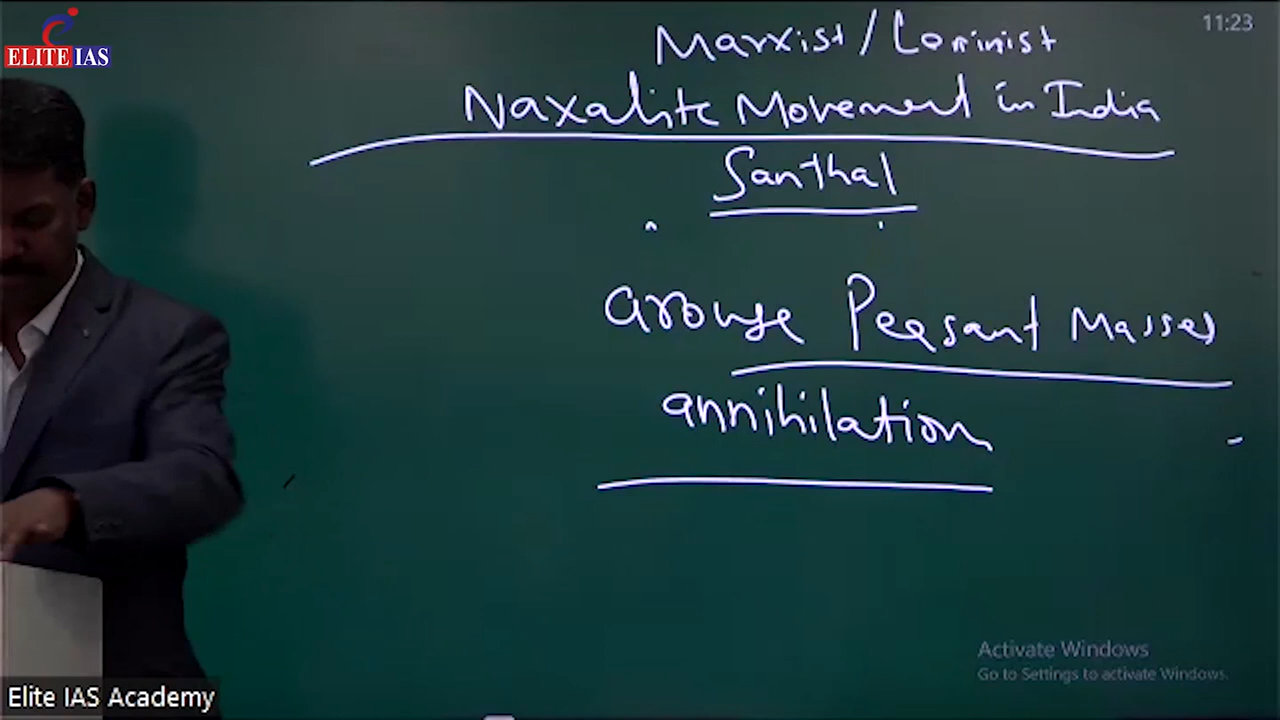 ELITE IAS
11:23
Marxist / Leninist
Naxalite Movement in India
Santhal
arouse Peasant Masses
annihilation
Activate Windows
Go to Settings to activate Windows.
Elite IAS Academy